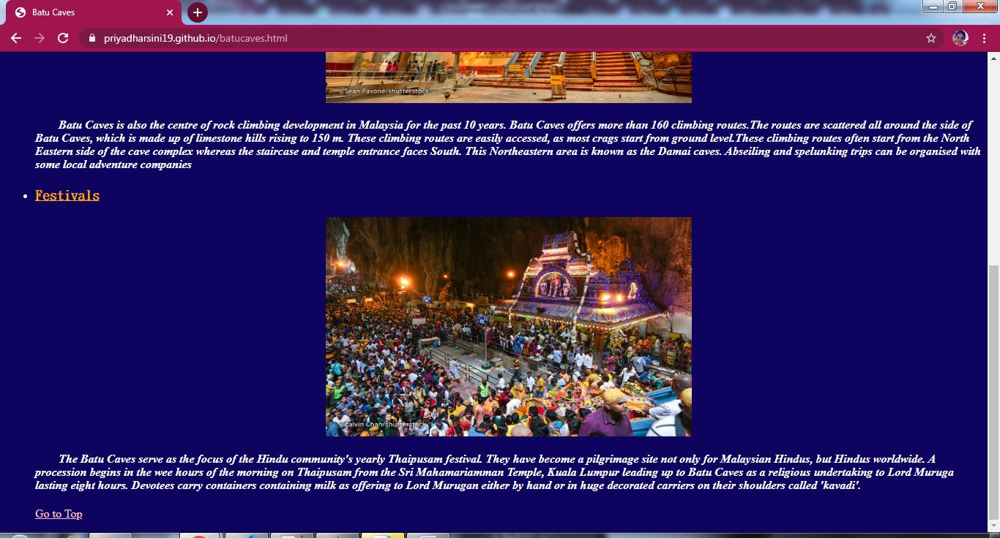 Batu Caves
priyadharsini19.github.io/batucaves.html
©Sean Pavone/shutterstock
Batu Caves is also the centre of rock climbing development in Malaysia for the past 10 years. Batu Caves offers more than 160 climbing routes.The routes are scattered all around the side of
Batu Caves, which is made up of limestone hills rising to 150 m. These climbing routes are easily accessed, as most crags start from ground level.These climbing routes often start from the North
Eastern side of the cave complex whereas the staircase and temple entrance faces South. This Northeastern area is known as the Damai caves. Abseiling and spelunking trips can be organised with
some local adventure companies
Festivals
©Calvin Chan/shutterstock
The Batu Caves serve as the focus of the Hindu community's yearly Thaipusam festival. They have become a pilgrimage site not only for Malaysian Hindus, but Hindus worldwide. A
procession begins in the wee hours of the morning on Thaipusam from the Sri Mahamariamman Temple, Kuala Lumpur leading up to Batu Caves as a religious undertaking to Lord Muruga
lasting eight hours. Devotees carry containers containing milk as offering to Lord Murugan either by hand or in huge decorated carriers on their shoulders called 'kavadi'.
Go to Top